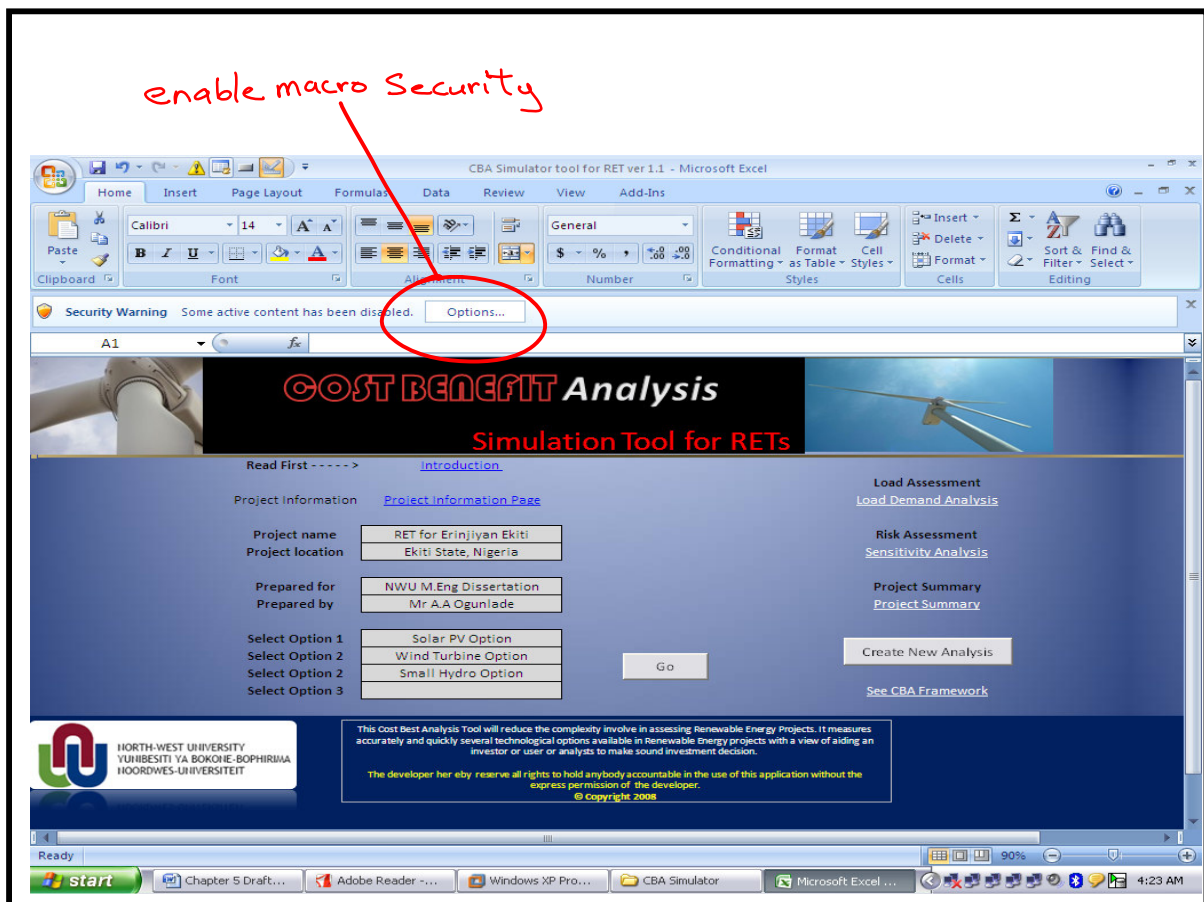 enable macro Security
CBA Simulator tool for RET ver 1.1 - Microsoft Excel
Home Insert Page Layout Formulas Data Review View Add-Ins
Calibri 14 General Insert
Paste Conditional Formatting Format as Table Cell Styles Delete Sort & Filter Find & Select
Format
Clipboard Font Alignment Number Styles Cells Editing
Security Warning Some active content has been disabled. Options...
A1 fx
COST BENEFIT Analysis
Simulation Tool for RETs
Read First - - - - - > Introduction
Load Assessment
Project Information Project Information Page Load Demand Analysis
Project name RET for Erinjiyan Ekiti Risk Assessment
Project location Ekiti State, Nigeria Sensitivity Analysis
Prepared for NWU M.Eng Dissertation Project Summary
Prepared by Mr A.A Ogunlade Project Summary
Select Option 1 Solar PV Option
Select Option 2 Wind Turbine Option Go Create New Analysis
Select Option 2 Small Hydro Option
Select Option 3 See CBA Framework
NORTH-WEST UNIVERSITY
YUNIBESITI YA BOKONE-BOPHIRIMA
NOORDWES-UNIVERSITEIT
This Cost Best Analysis Tool will reduce the complexity involve in assessing Renewable Energy Projects. It measures
accurately and quickly several technological options available in Renewable Energy projects with a view of aiding an
investor or user or analysts to make sound investment decision.
The developer her eby reserve all rights to hold anybody accountable in the use of this application without the
express permission of the developer.
© Copyright 2008
Ready 90%
start Chapter 5 Draft... Adobe Reader -... Windows XP Pro... CBA Simulator Microsoft Excel ... 4:23 AM